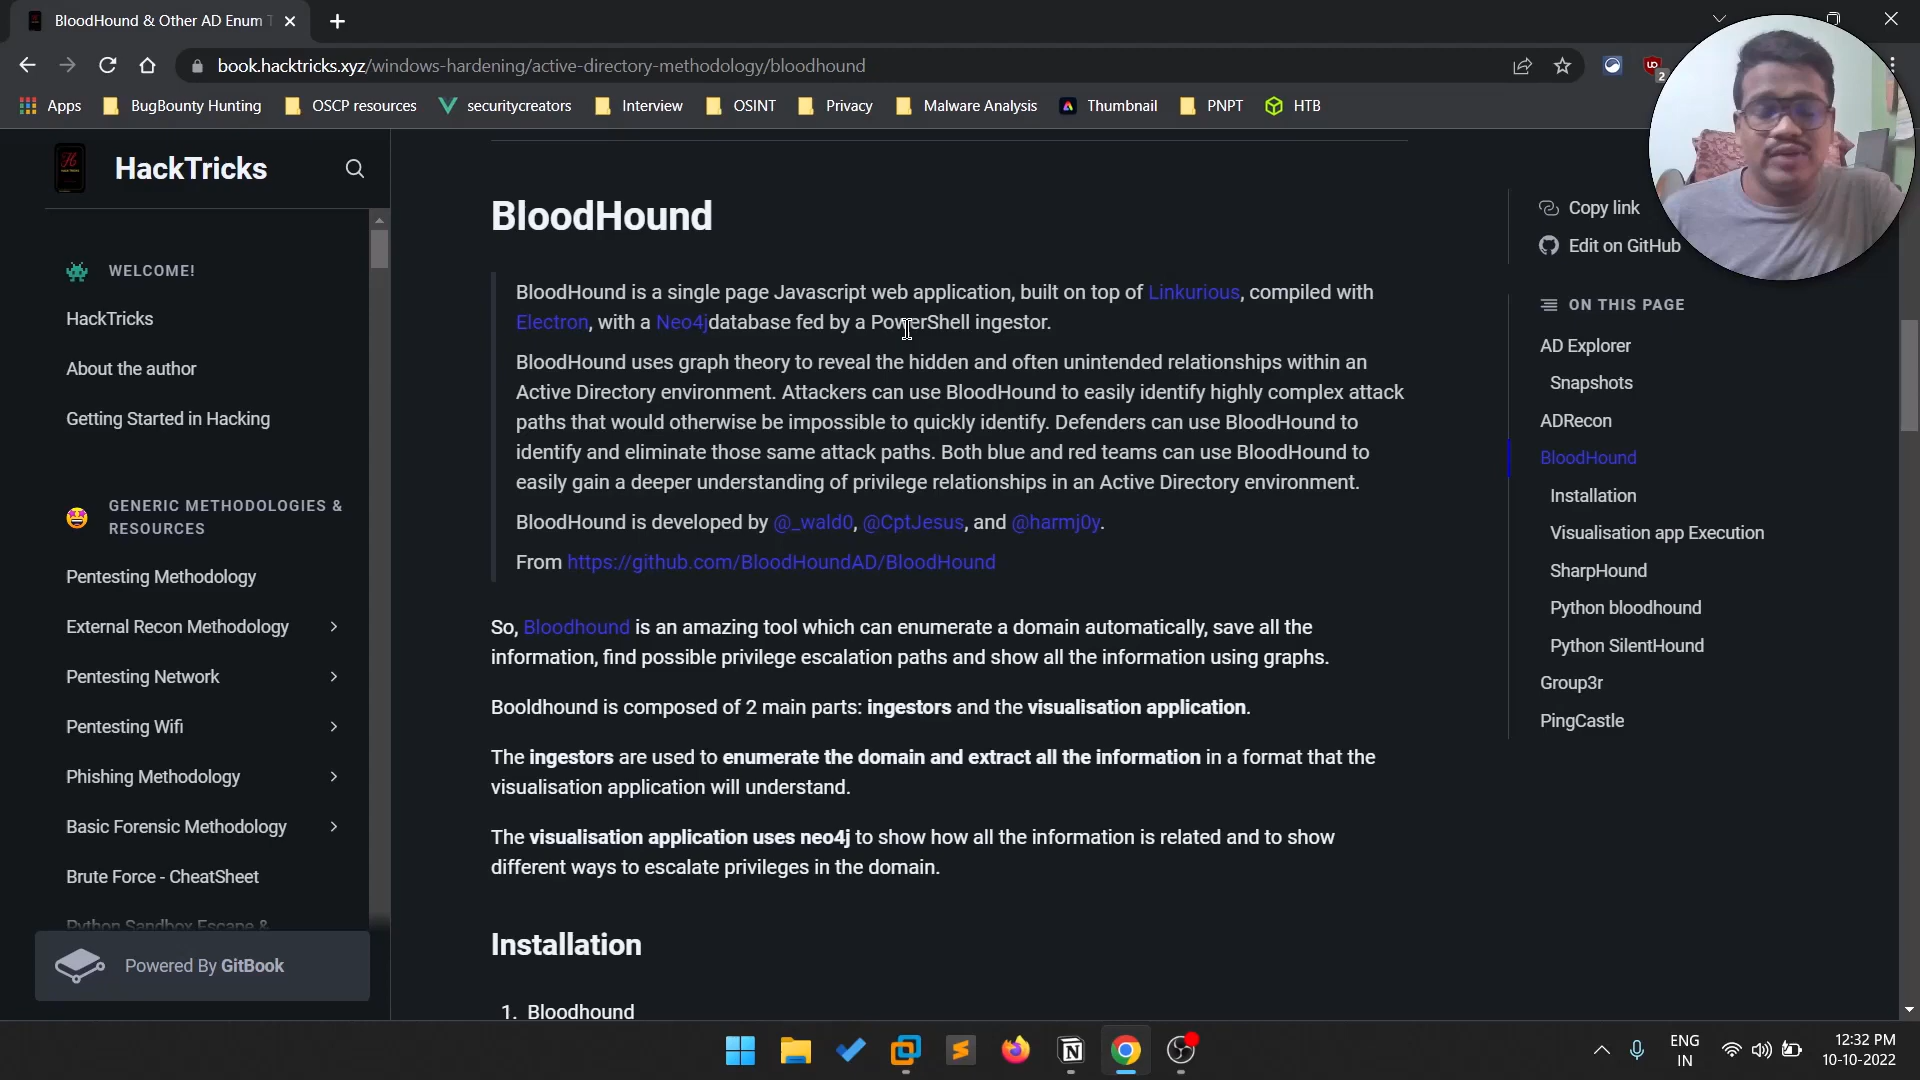 BloodHound & Other AD Enum T
book.hacktricks.xyz/windows-hardening/active-directory-methodology/bloodhound
2
Apps
BugBounty Hunting
OSCP resources
securitycreators
Interview
OSINT
Privacy
Malware Analysis
Thumbnail
PNPT
HTB
HackTricks
WELCOME!
HackTricks
About the author
Getting Started in Hacking
GENERIC METHODOLOGIES &
RESOURCES
Pentesting Methodology
External Recon Methodology
Pentesting Network
Pentesting Wifi
Phishing Methodology
Basic Forensic Methodology
Brute Force - CheatSheet
Python Sandbox Escape &
Powered By GitBook
BloodHound
BloodHound is a single page Javascript web application, built on top of Linkurious, compiled with
Electron, with a Neo4jdatabase fed by a PowerShell ingestor.
BloodHound uses graph theory to reveal the hidden and often unintended relationships within an
Active Directory environment. Attackers can use BloodHound to easily identify highly complex attack
paths that would otherwise be impossible to quickly identify. Defenders can use BloodHound to
identify and eliminate those same attack paths. Both blue and red teams can use BloodHound to
easily gain a deeper understanding of privilege relationships in an Active Directory environment.
BloodHound is developed by @_wald0, @CptJesus, and @harmj0y.
From https://github.com/BloodHoundAD/BloodHound
So, Bloodhound is an amazing tool which can enumerate a domain automatically, save all the
information, find possible privilege escalation paths and show all the information using graphs.
Booldhound is composed of 2 main parts: ingestors and the visualisation application.
The ingestors are used to enumerate the domain and extract all the information in a format that the
visualisation application will understand.
The visualisation application uses neo4j to show how all the information is related and to show
different ways to escalate privileges in the domain.
Installation
1. Bloodhound
Copy link
Edit on GitHub
ON THIS PAGE
AD Explorer
Snapshots
ADRecon
BloodHound
Installation
Visualisation app Execution
SharpHound
Python bloodhound
Python SilentHound
Group3r
PingCastle
ENG
IN
12:32 PM
10-10-2022